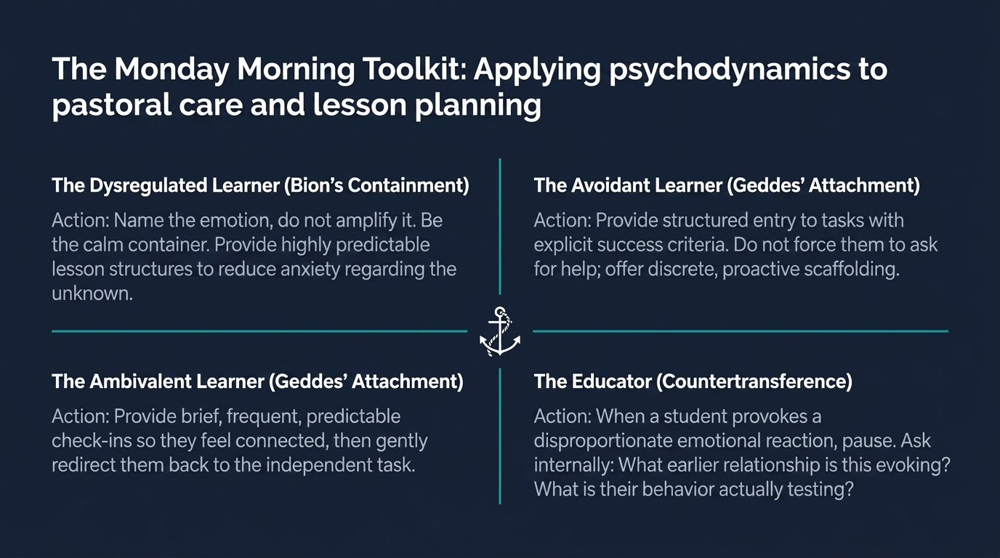 The Monday Morning Toolkit: Applying psychodynamics to
pastoral care and lesson planning
The Dysregulated Learner (Bion's Containment)
Action: Name the emotion, do not amplify it. Be
the calm container. Provide highly predictable
lesson structures to reduce anxiety regarding the
unknown.
The Avoidant Learner (Geddes' Attachment)
Action: Provide structured entry to tasks with
explicit success criteria. Do not force them to ask
for help; offer discrete, proactive scaffolding.
The Ambivalent Learner (Geddes' Attachment)
Action: Provide brief, frequent, predictable
check-ins so they feel connected, then gently
redirect them back to the independent task.
The Educator (Countertransference)
Action: When a student provokes a
disproportionate emotional reaction, pause. Ask
internally: What earlier relationship is this evoking?
What is their behavior actually testing?